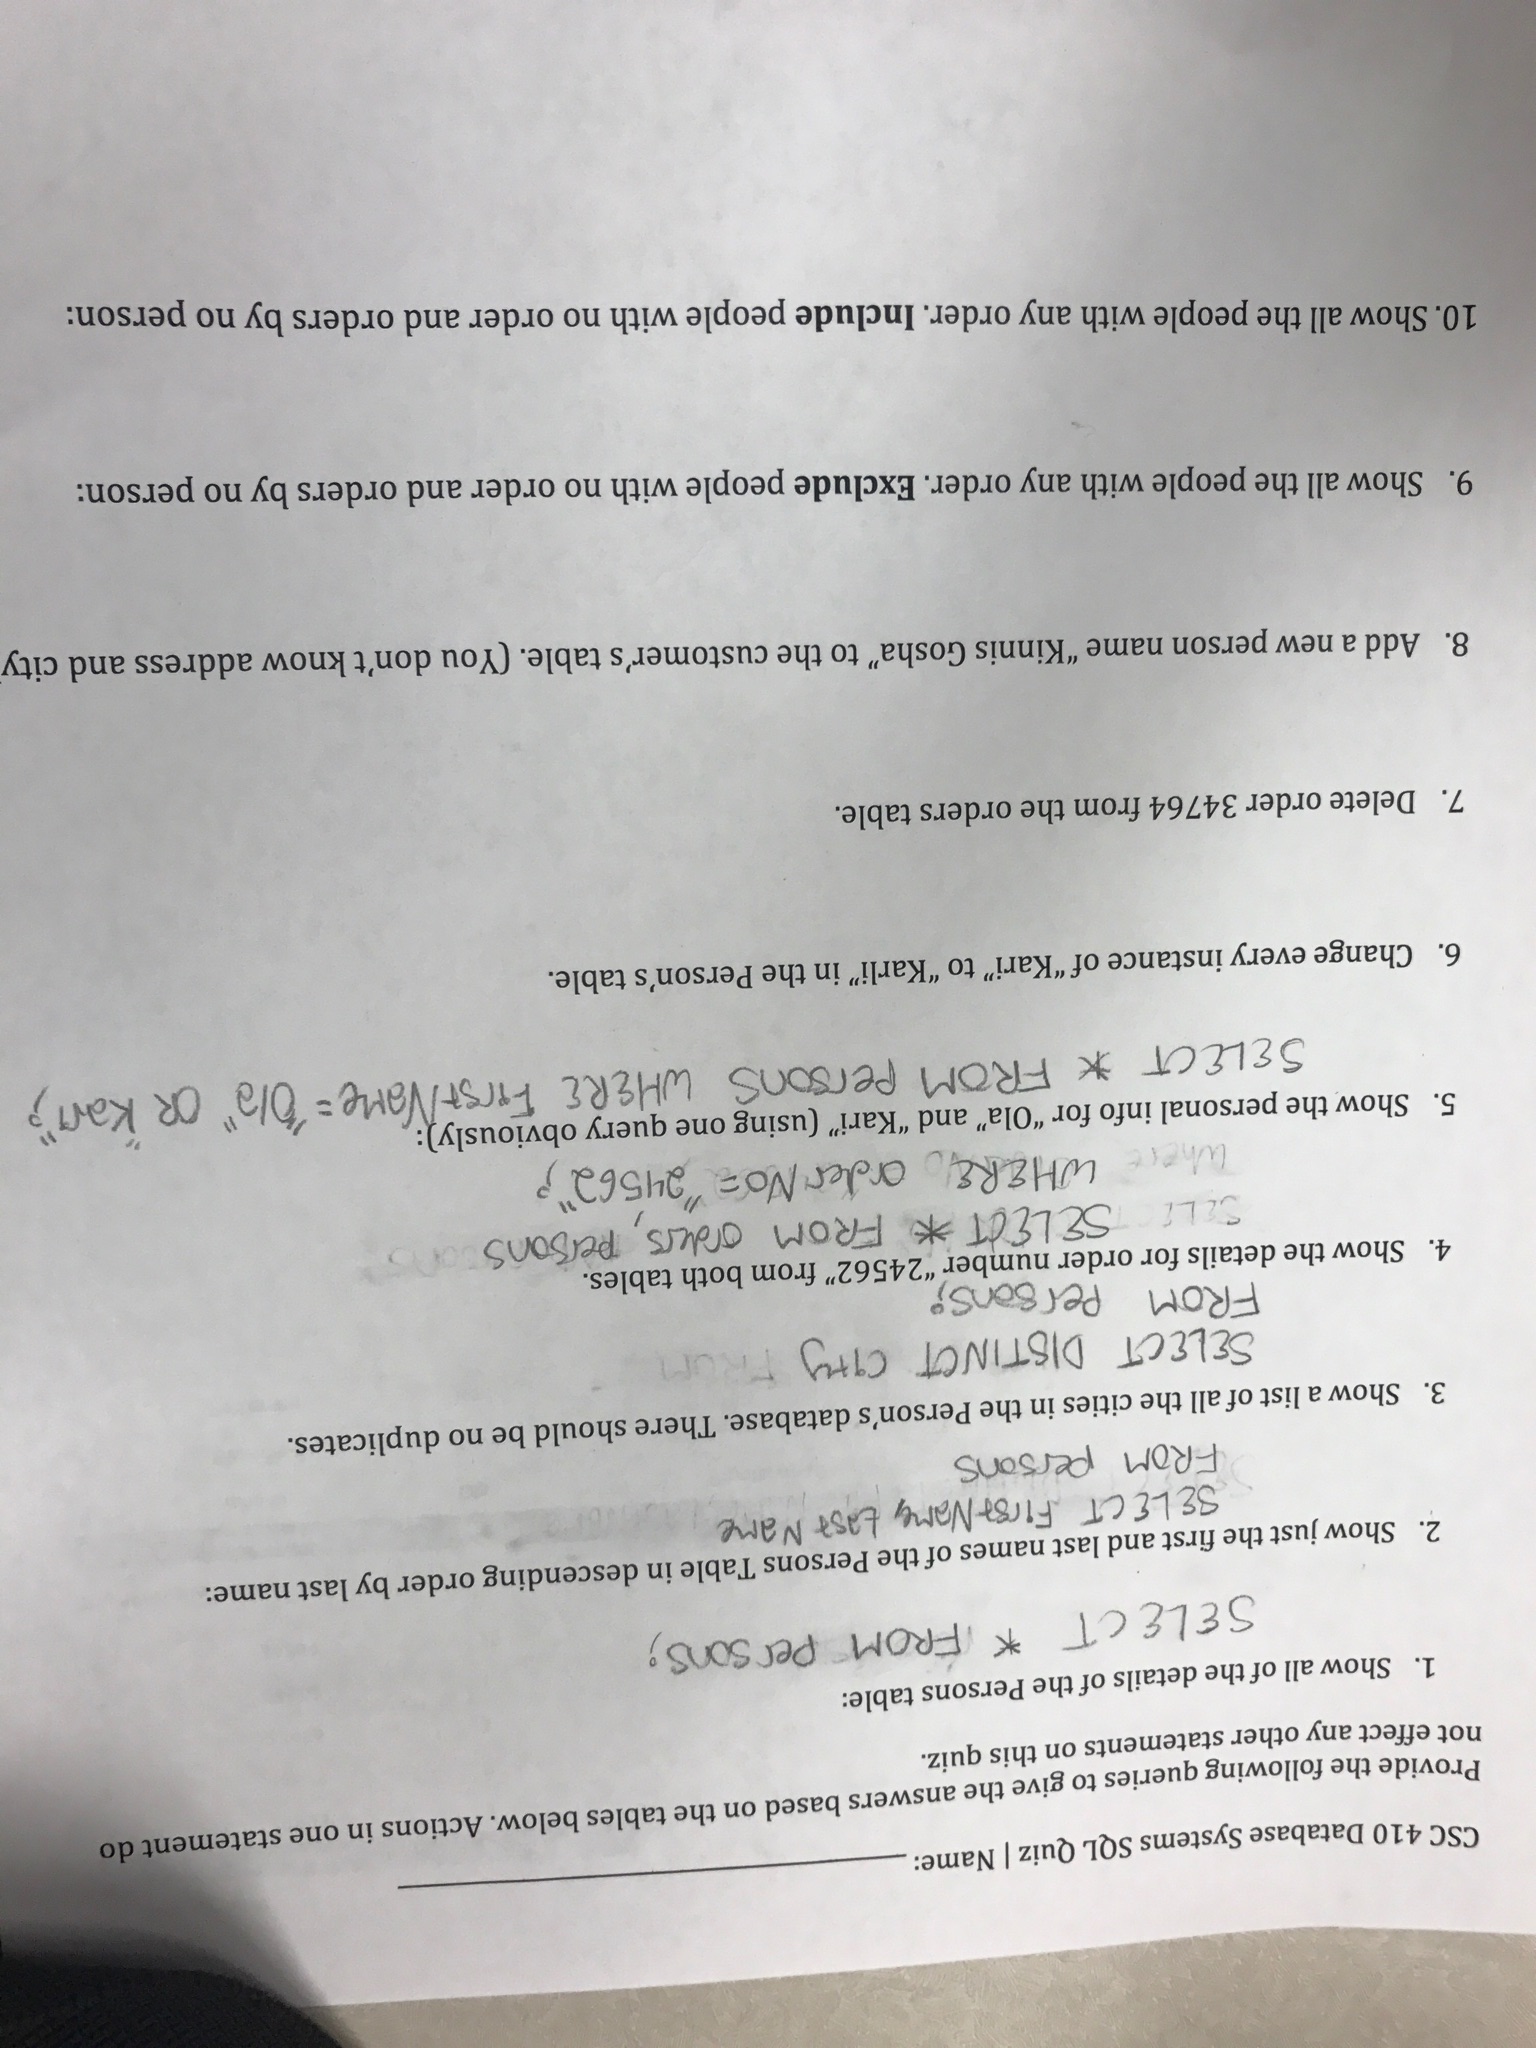 CSC 410 Database Systems SQL Quiz | Name:
Provide the following queries to give the answers based on the tables below. Actions in one statement do
not effect any other statements on this quiz.
1. Show all of the details of the Persons table:
SELECT * FROM persons;
2. Show just the first and last names of the Persons Table in descending order by last name:
SELECT FirstName, LastName
FROM persons
3. Show a list of all the cities in the Person's database. There should be no duplicates.
SELECT DISTINCT city FROM
FROM persons;
4. Show the details for order number "24562" from both tables.
SELECT SELECT * FROM orders, persons
Where WHERE orderNo = "24562";
5. Show the personal info for "Ola" and "Kari" (using one query obviously):
SELECT * FROM persons WHERE FirstName = "Ola" OR "Kari";
6. Change every instance of "Kari" to "Karli" in the Person's table.
7. Delete order 34764 from the orders table.
8. Add a new person name "Kinnis Gosha" to the customer's table. (You don't know address and city
9. Show all the people with any order. Exclude people with no order and orders by no person:
10. Show all the people with any order. Include people with no order and orders by no person: